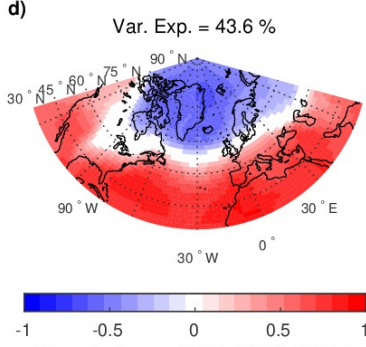 d)
Var. Exp. = 43.6 %
90 ° N
75 ° N
60 ° N
45 ° N
30 ° N
90 ° W
30 ° W
0 °
30 ° E
-1 -0.5 0 0.5 1